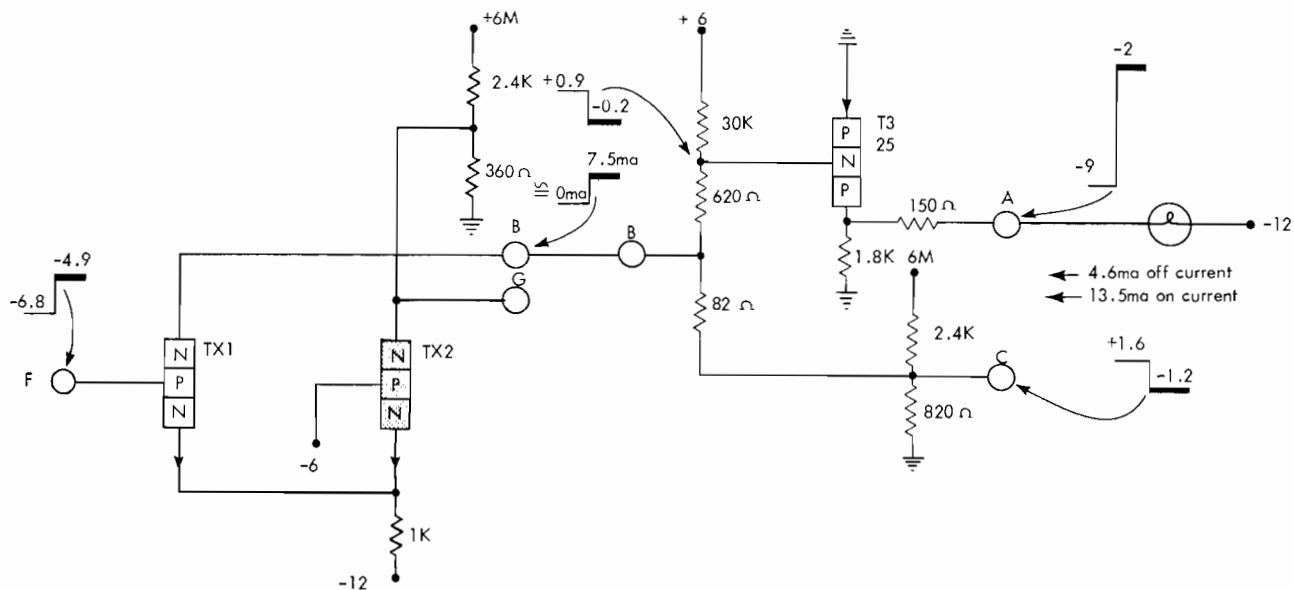 +6M
+ 6
2.4K
+0.9
-0.2
30K
P
N
P
T3
25
-2
-9
360 Ω
7.5ma
≅ 0ma
620 Ω
150 Ω
A
-12
B
B
1.8K
6M
4.6ma off current
13.5ma on current
G
82 Ω
2.4K
-4.9
-6.8
F
N
P
N
TX1
N
P
N
TX2
C
+1.6
-1.2
820 Ω
-6
1K
-12